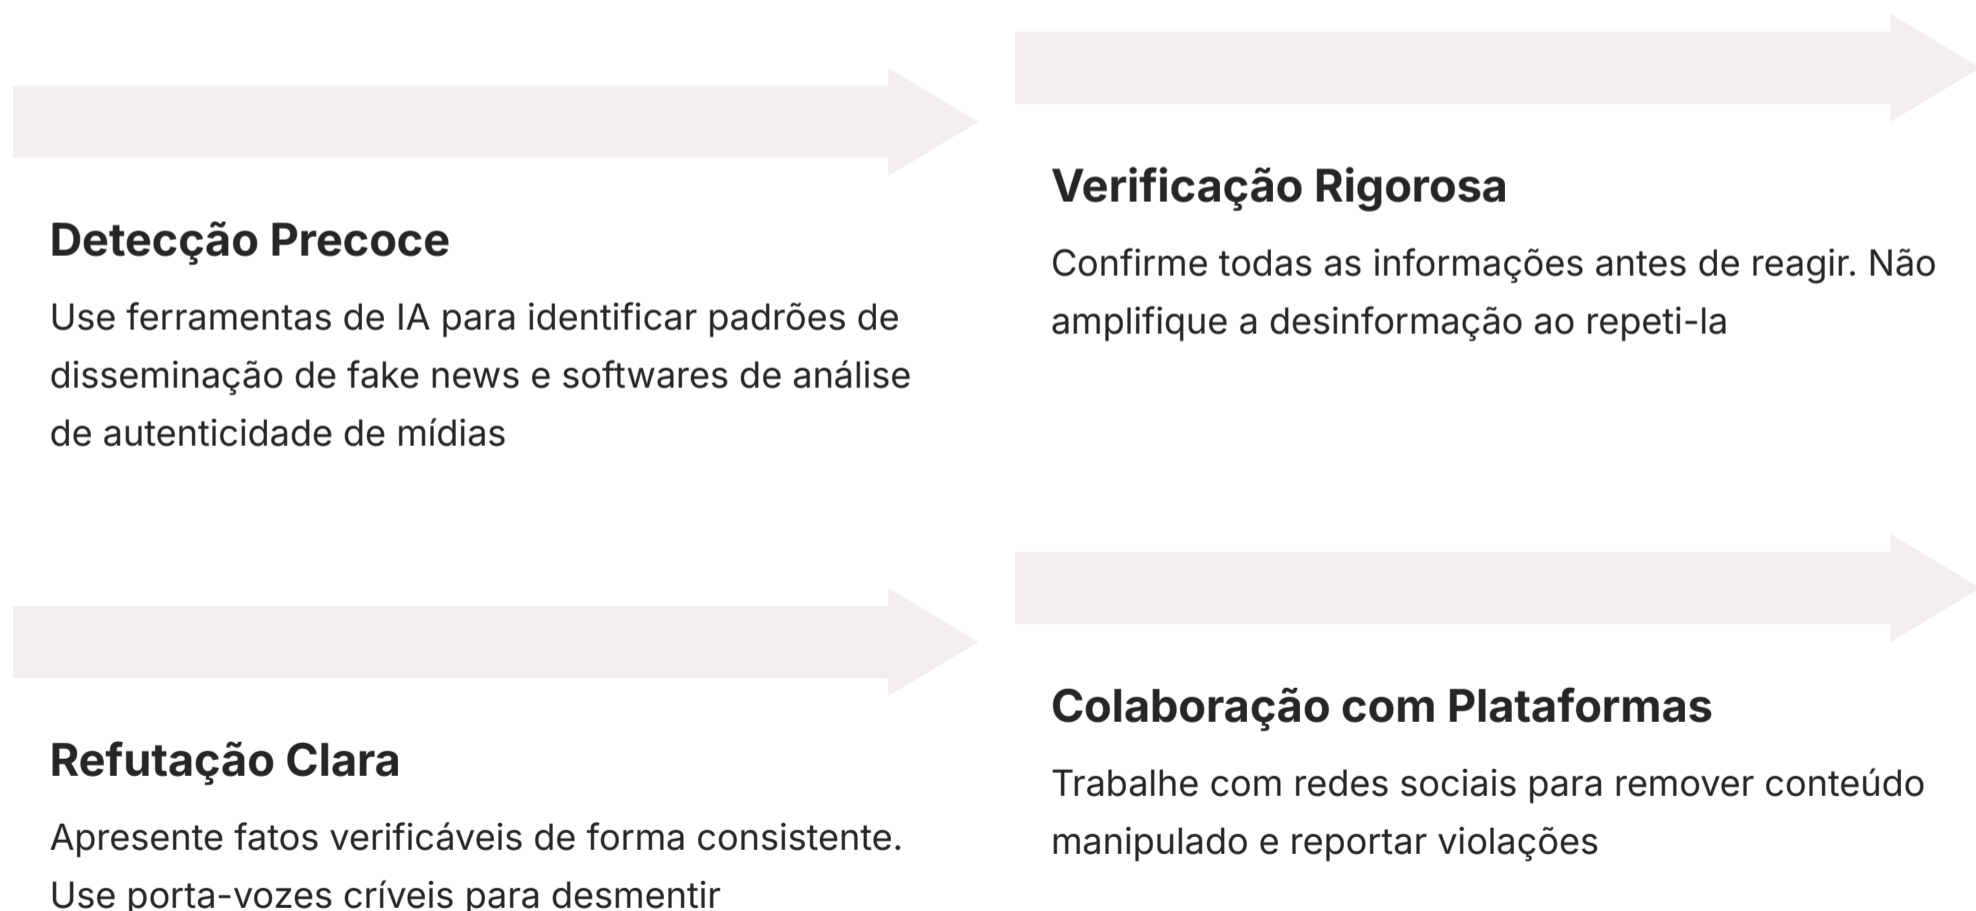 Detecção Precoce
Use ferramentas de IA para identificar padrões de
disseminação de fake news e softwares de análise
de autenticidade de mídias
Verificação Rigorosa
Confirme todas as informações antes de reagir. Não
amplifique a desinformação ao repeti-la
Refutação Clara
Apresente fatos verificáveis de forma consistente.
Use porta-vozes críveis para desmentir
Colaboração com Plataformas
Trabalhe com redes sociais para remover conteúdo
manipulado e reportar violações